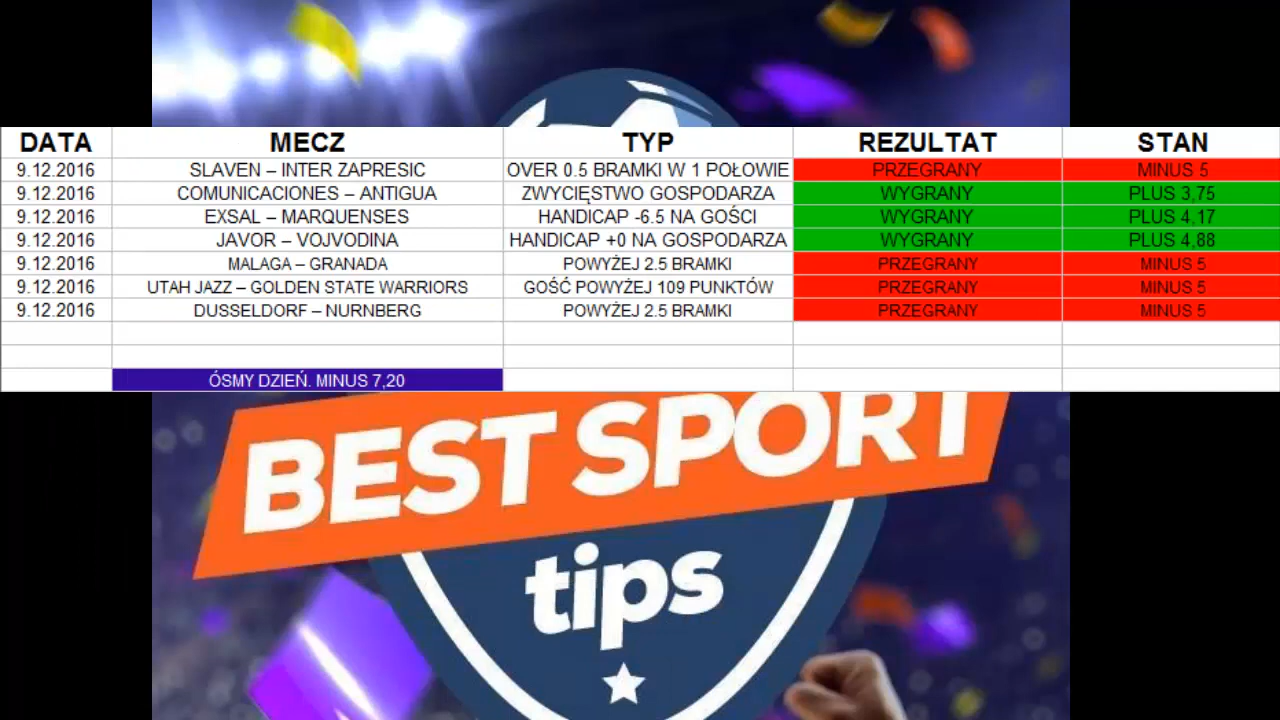 DATA MECZ TYP REZULTAT STAN
9.12.2016 SLAVEN – INTER ZAPRESIC OVER 0.5 BRAMKI W 1 POŁOWIE PRZEGRANY MINUS 5
9.12.2016 COMUNICACIONES – ANTIGUA ZWYCIĘSTWO GOSPODARZA WYGRANY PLUS 3,75
9.12.2016 EXSAL – MARQUENSES HANDICAP -6.5 NA GOŚCI WYGRANY PLUS 4,17
9.12.2016 JAVOR – VOJVODINA HANDICAP +0 NA GOSPODARZA WYGRANY PLUS 4,88
9.12.2016 MALAGA – GRANADA POWYŻEJ 2.5 BRAMKI PRZEGRANY MINUS 5
9.12.2016 UTAH JAZZ – GOLDEN STATE WARRIORS GOŚĆ POWYŻEJ 109 PUNKTÓW PRZEGRANY MINUS 5
9.12.2016 DUSSELDORF – NURNBERG POWYŻEJ 2.5 BRAMKI PRZEGRANY MINUS 5
ÓSMY DZIEŃ. MINUS 7,20
BEST SPORT
tips